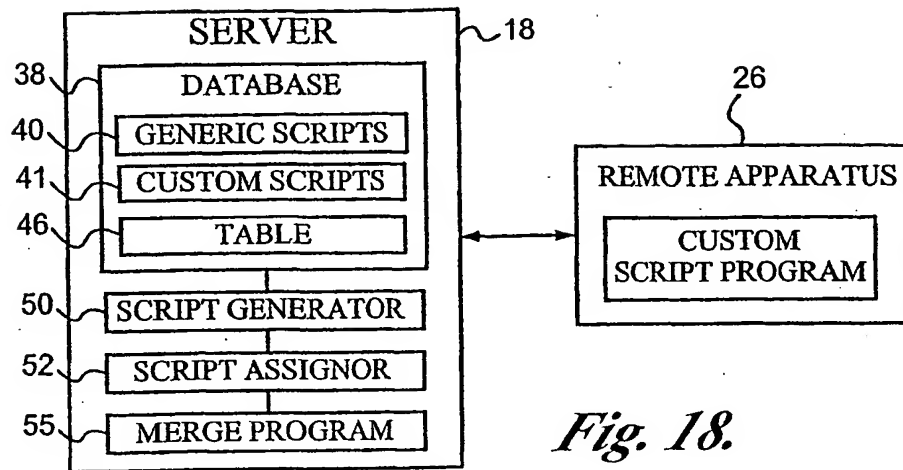 SERVER
18
38
DATABASE
40
GENERIC SCRIPTS
41
CUSTOM SCRIPTS
46
TABLE
50
SCRIPT GENERATOR
52
SCRIPT ASSIGNOR
55
MERGE PROGRAM
26
REMOTE APPARATUS
CUSTOM
SCRIPT PROGRAM
Fig. 18.